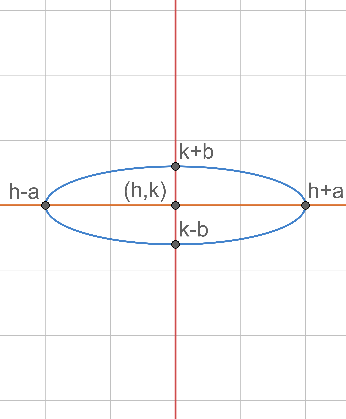 k+b
h-a
(h,k)
h+a
k-b